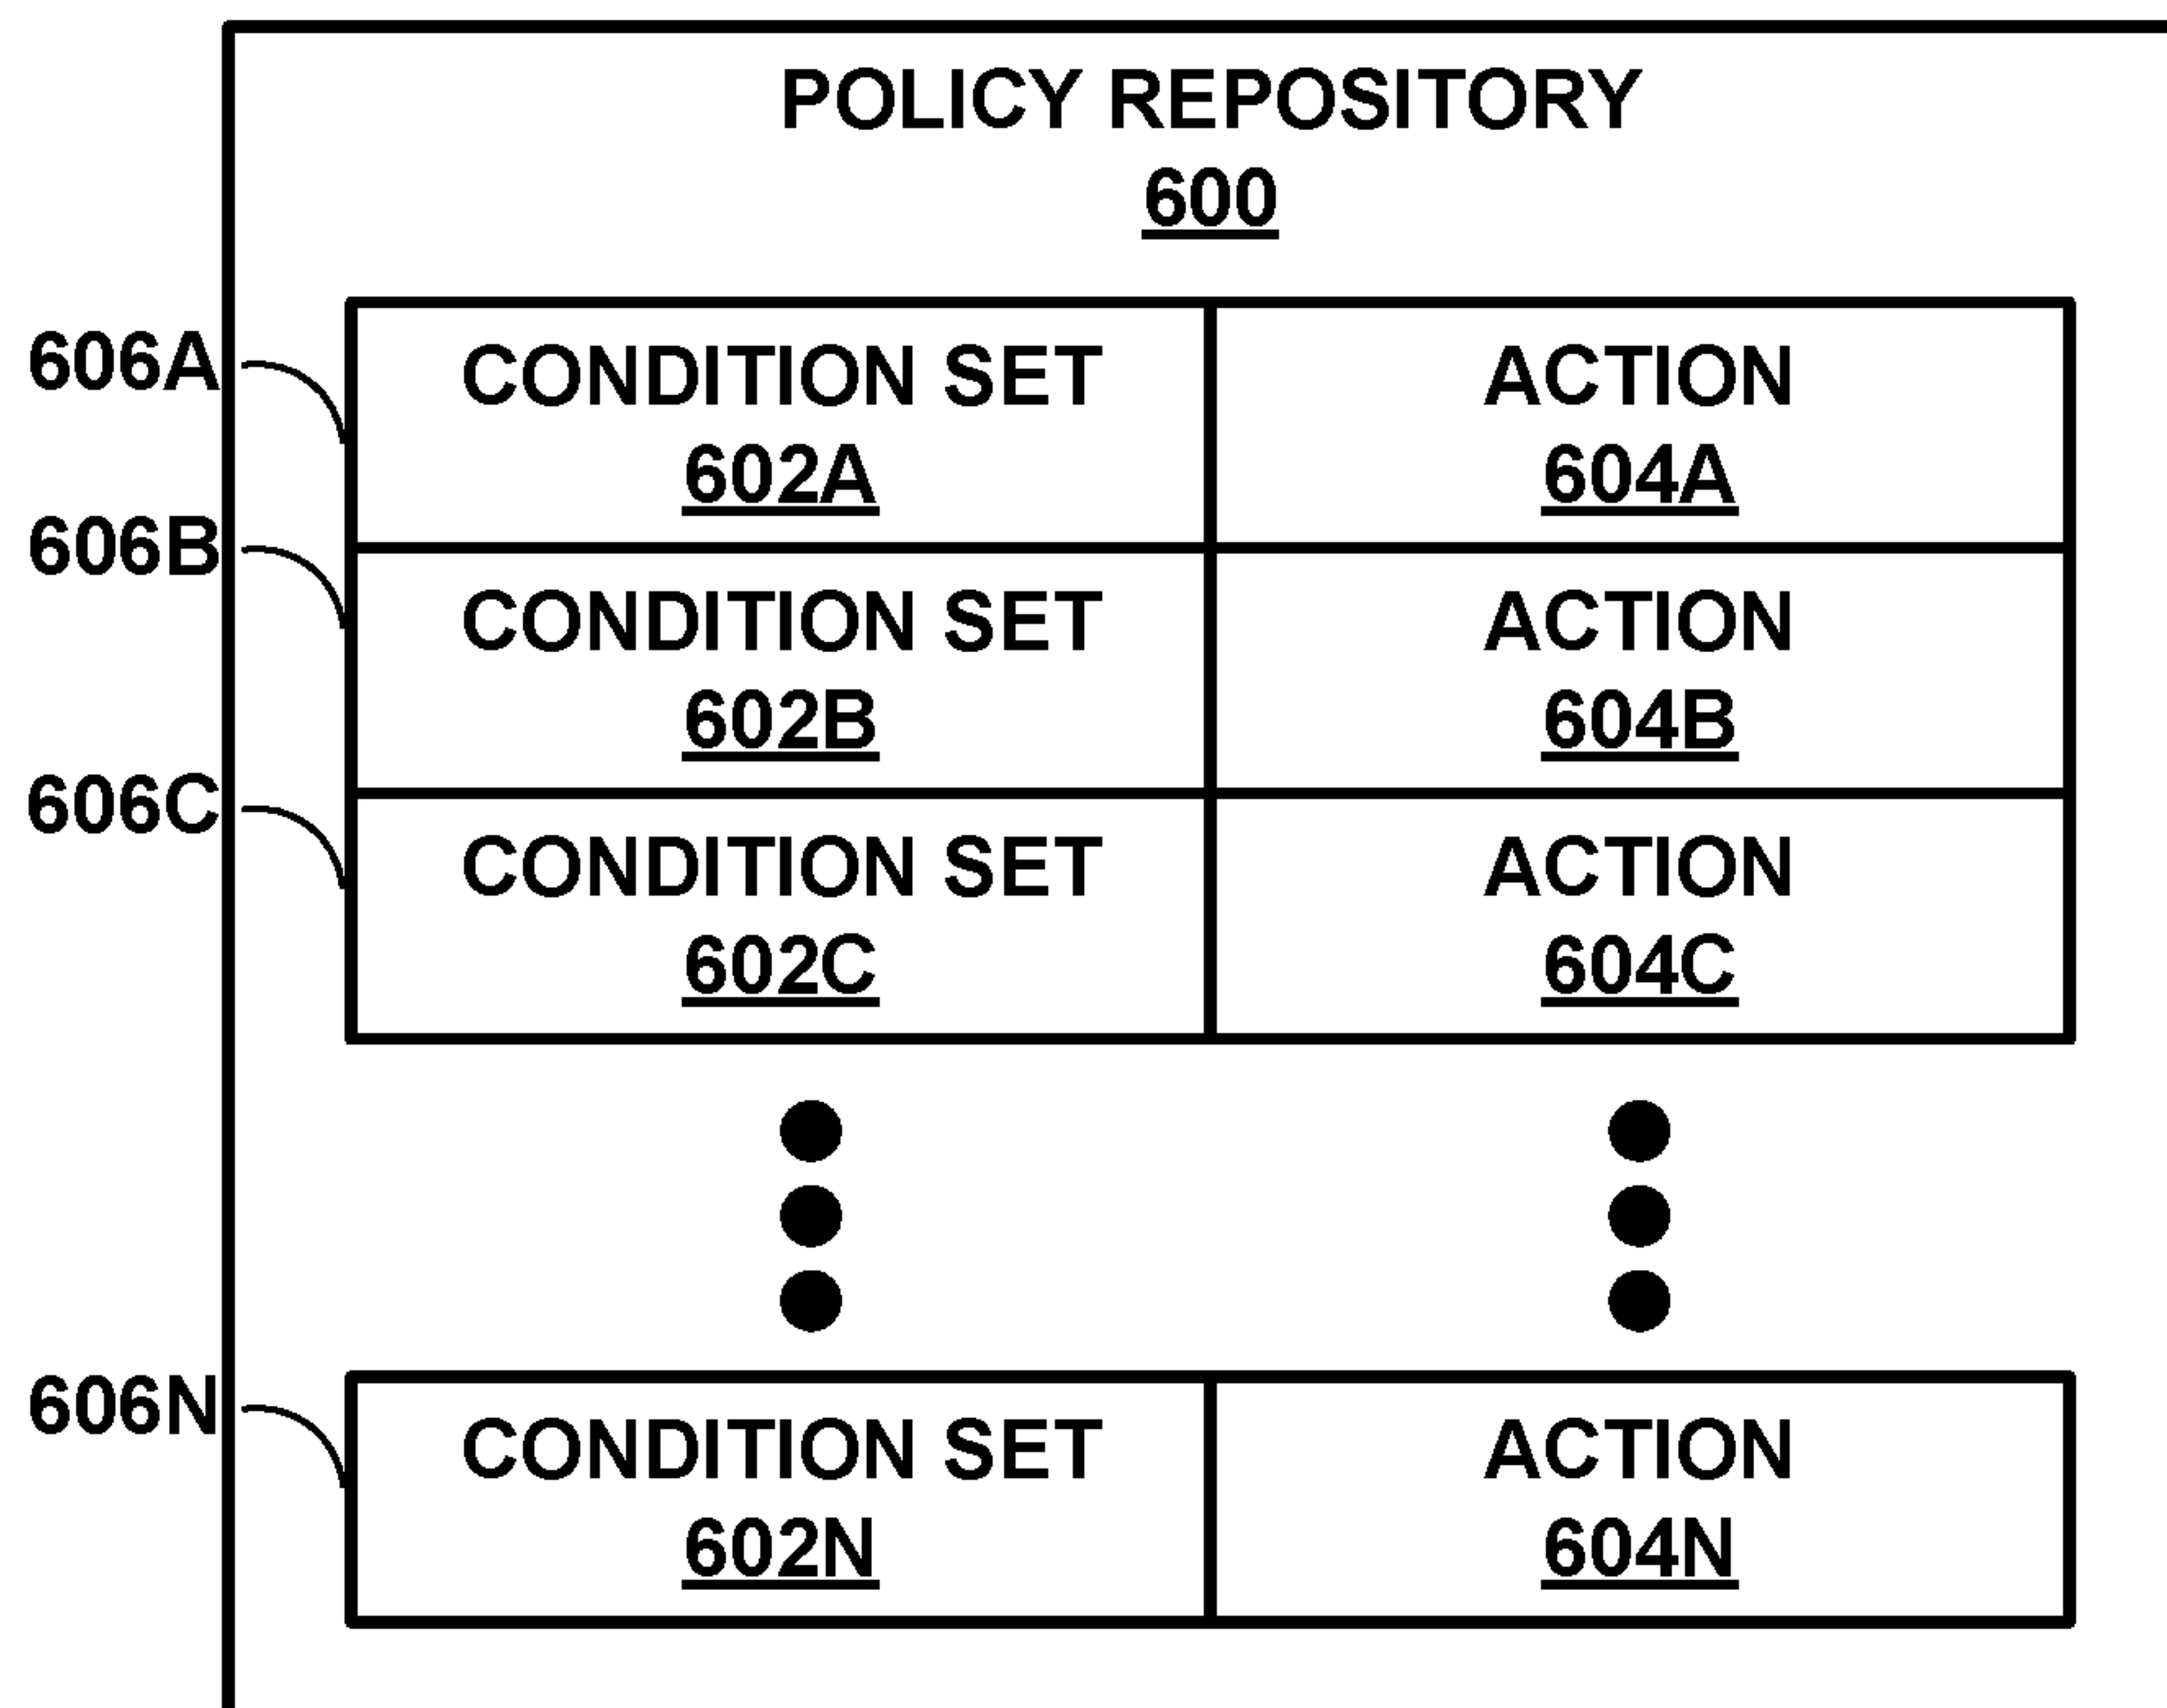 POLICY REPOSITORY
600
606A
CONDITION SET
602A
ACTION
604A
606B
CONDITION SET
602B
ACTION
604B
606C
CONDITION SET
602C
ACTION
604C
606N
CONDITION SET
602N
ACTION
604N